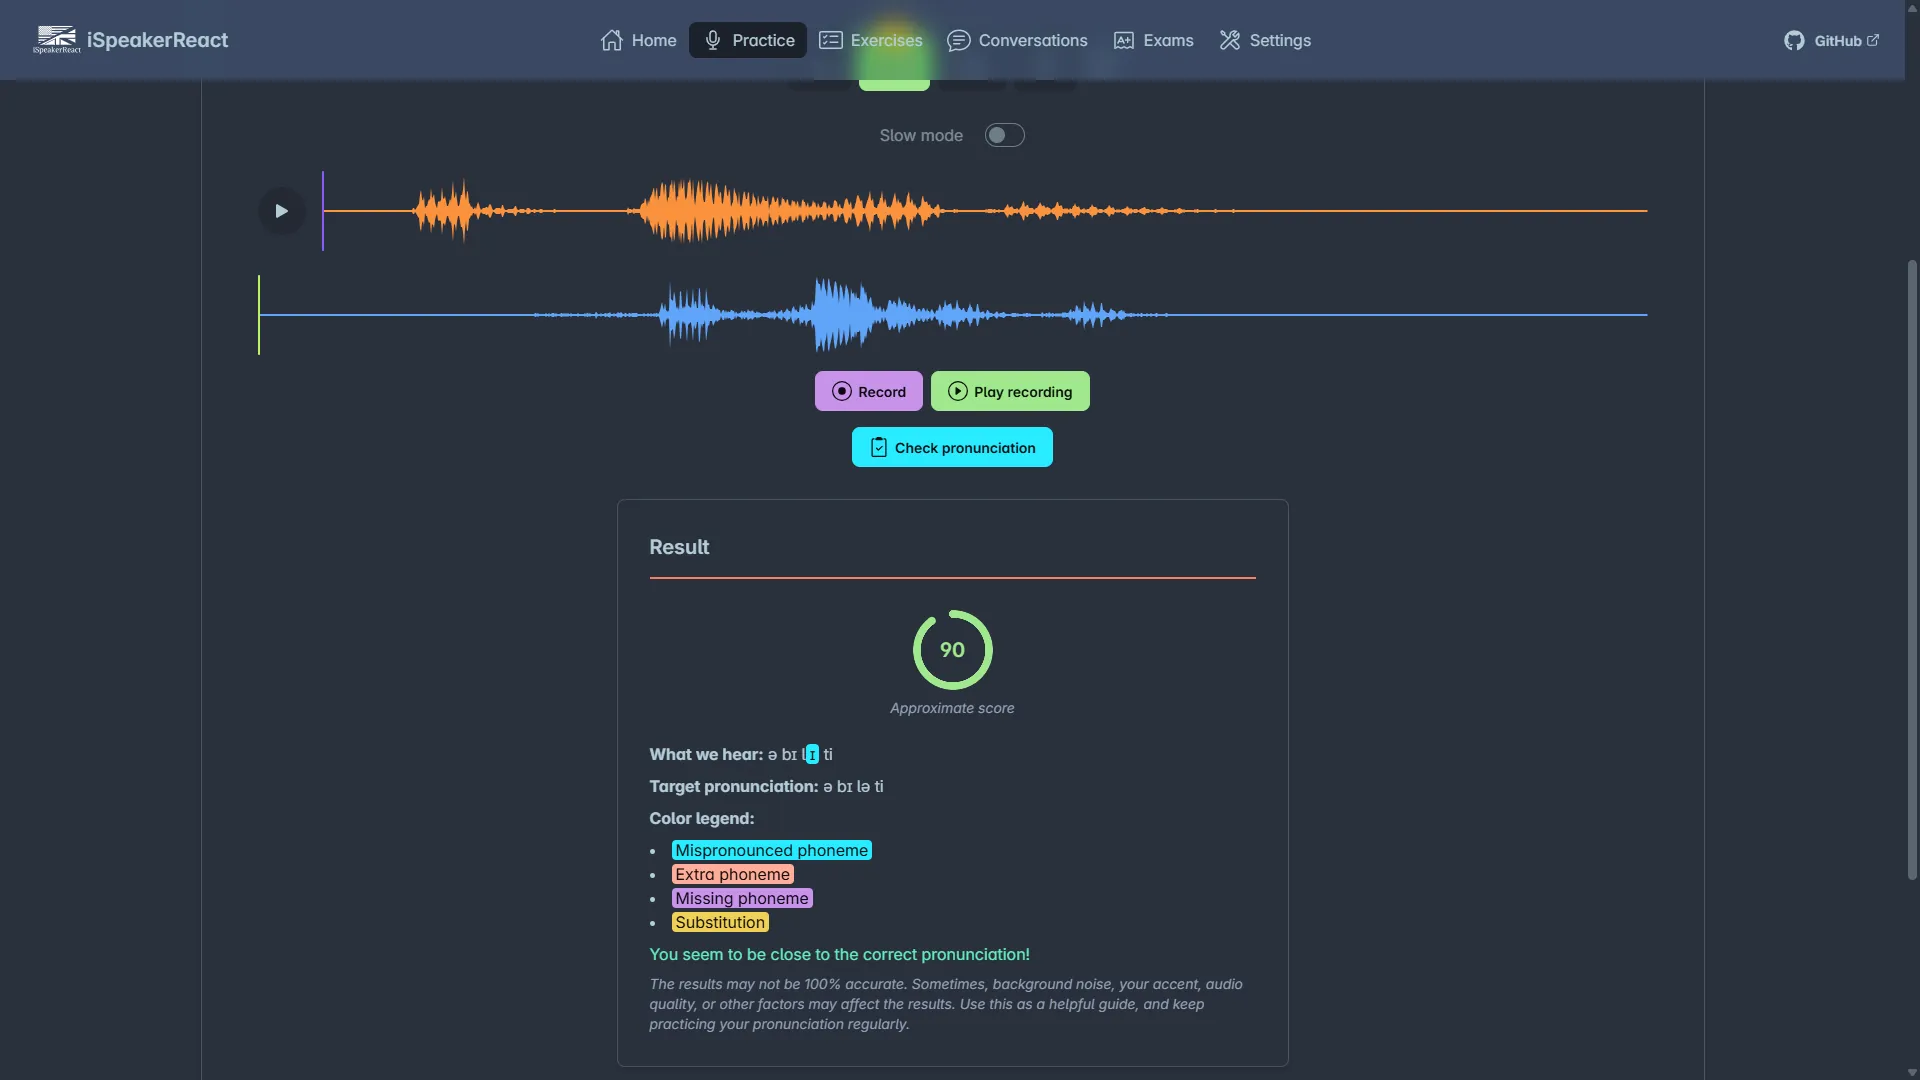 iSpeakerReact
iSpeakerReact
Home
Practice
Exercises
Conversations
Exams
Settings
GitHub
Slow mode
Record
Play recording
Check pronunciation
Result
90
Approximate score
What we hear: ə bɪ lɪ ti
Target pronunciation: ə bɪ lə ti
Color legend:
• Mispronounced phoneme
• Extra phoneme
• Missing phoneme
• Substitution
You seem to be close to the correct pronunciation!
The results may not be 100% accurate. Sometimes, background noise, your accent, audio
quality, or other factors may affect the results. Use this as a helpful guide, and keep
practicing your pronunciation regularly.